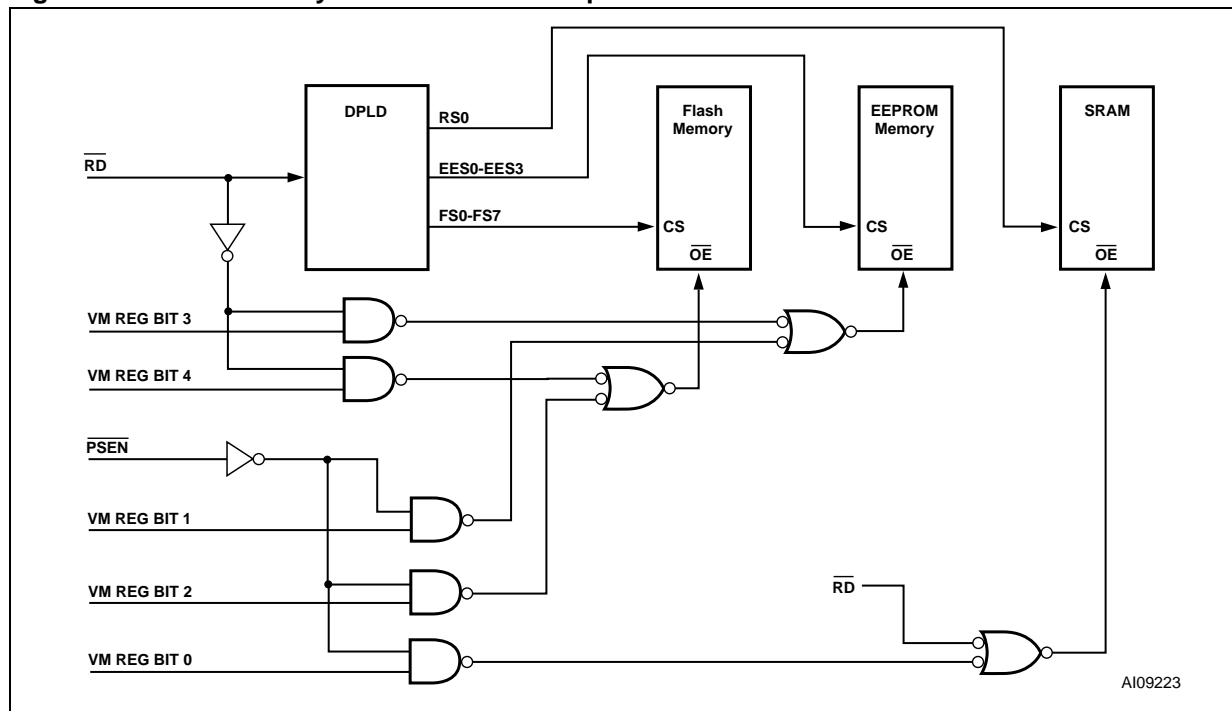 RS0
DPLD
Flash
Memory
EEPROM
Memory
SRAM
RD
EES0-EES3
FS0-FS7
CS
CS
CS
OE
OE
OE
VM REG BIT 3
VM REG BIT 4
PSEN
VM REG BIT 1
VM REG BIT 2
RD
VM REG BIT 0
AI09223